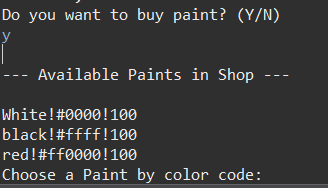 Do you want to buy paint? (Y/N)
y
--- Available Paints in Shop ---
White!#0000!100
black!#ffff!100
red!#ff0000!100
Choose a Paint by color code: